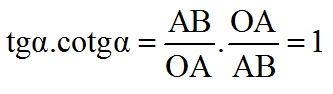 tgα.cotgα = AB/OA . OA/AB = 1